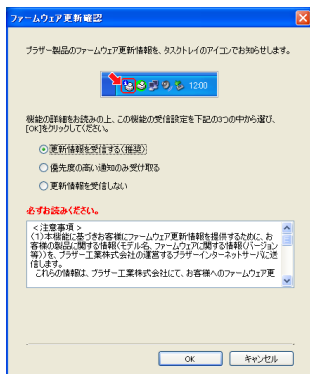 ファームウェア更新確認
ブラザー製品のファームウェア更新情報を、タスクトレイのアイコンでお知らせします。
12:00
機能の詳細をお読みの上、この機能の受信設定を下記の3つの中から選び、
[OK]をクリックしてください。
更新情報を受信する(推奨)
優先度の高い通知のみ受け取る
更新情報を受信しない
必ずお読みください。
<注意事項>
(1)本機能に基づきお客様にファームウェア更新情報を提供するために、お
客様の製品に関する情報(モデル名、ファームウェアに関する情報(バージョン
等))を、ブラザー工業株式会社の運営するブラザーインターネットサーバに送
信します。
これらの情報は、ブラザー工業株式会社にて、お客様へのファームウェア更
OK
キャンセル